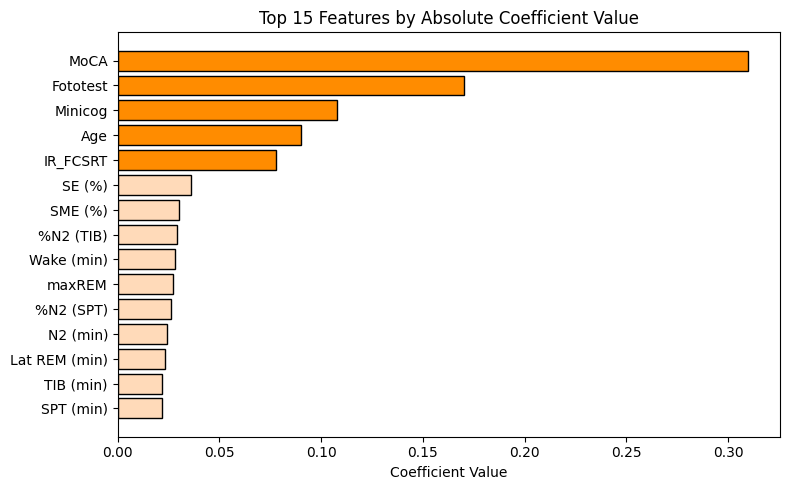 Top 15 Features by Absolute Coefficient Value
MoCA
Fototest
Minicog
Age
IR_FCSRT
SE (%)
SME (%)
%N2 (TIB)
Wake (min)
maxREM
%N2 (SPT)
N2 (min)
Lat REM (min)
TIB (min)
SPT (min)
0.00 0.05 0.10 0.15 0.20 0.25 0.30
Coefficient Value